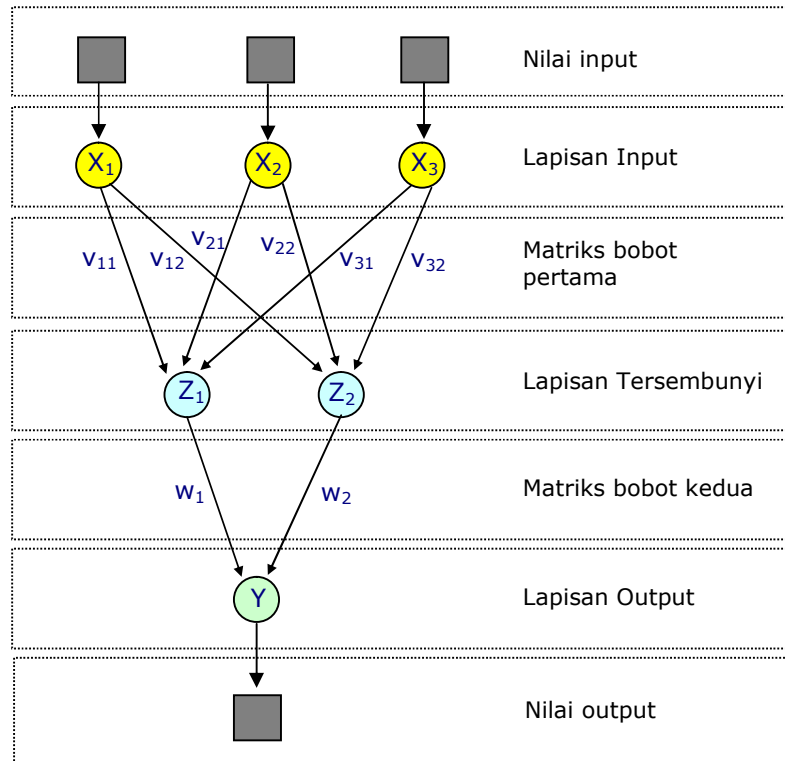 Nilai input
X1 X2 X3 Lapisan Input
v11 v12 v21 v22 v31 v32 Matriks bobot
pertama
Z1 Z2 Lapisan Tersembunyi
w1 w2 Matriks bobot kedua
Y Lapisan Output
Nilai output